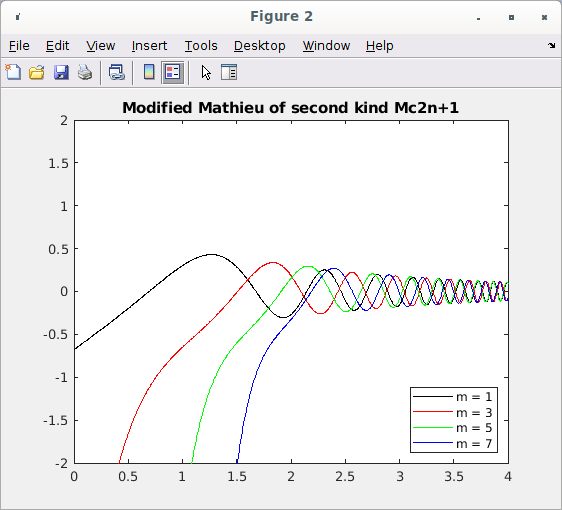 Figure 2
File Edit View Insert Tools Desktop Window Help
Modified Mathieu of second kind Mc2n+1
2
1.5
1
0.5
0
-0.5
-1
-1.5
-2
0 0.5 1 1.5 2 2.5 3 3.5 4
m = 1
m = 3
m = 5
m = 7